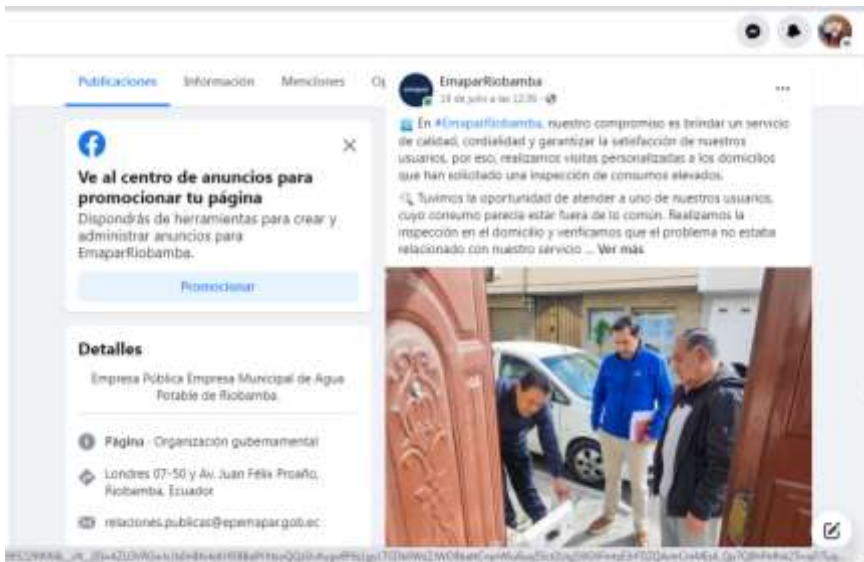 Publicaciones Información Menciones
Ve al centro de anuncios para
promocionar tu página
Dispondrás de herramientas para crear y
administrar anuncios para
EmaparRiobamba.
Promocionar
Detalles
Empresa Pública Empresa Municipal de Agua
Potable de Riobamba.
Página · Organización gubernamental
Londres 07-50 y Av. Juan Félix Proaño,
Riobamba, Ecuador
relaciones.publicas@epemapar.gob.ec
EmaparRiobamba
de julio a las
En #EmaparRiobamba, nuestro compromiso es brindar un servicio
de calidad, cordialidad y garantizar la satisfacción de nuestros
usuarios, por eso, realizamos visitas personalizadas a los domicilios
que han solicitado una inspección de consumos elevados.
Tuvimos la oportunidad de atender a uno de nuestros usuarios,
cuyo consumo parecía estar fuera de lo común. Realizamos la
inspección en el domicilio y verificamos que el problema no estaba
relacionado con nuestro servicio ... Ver más